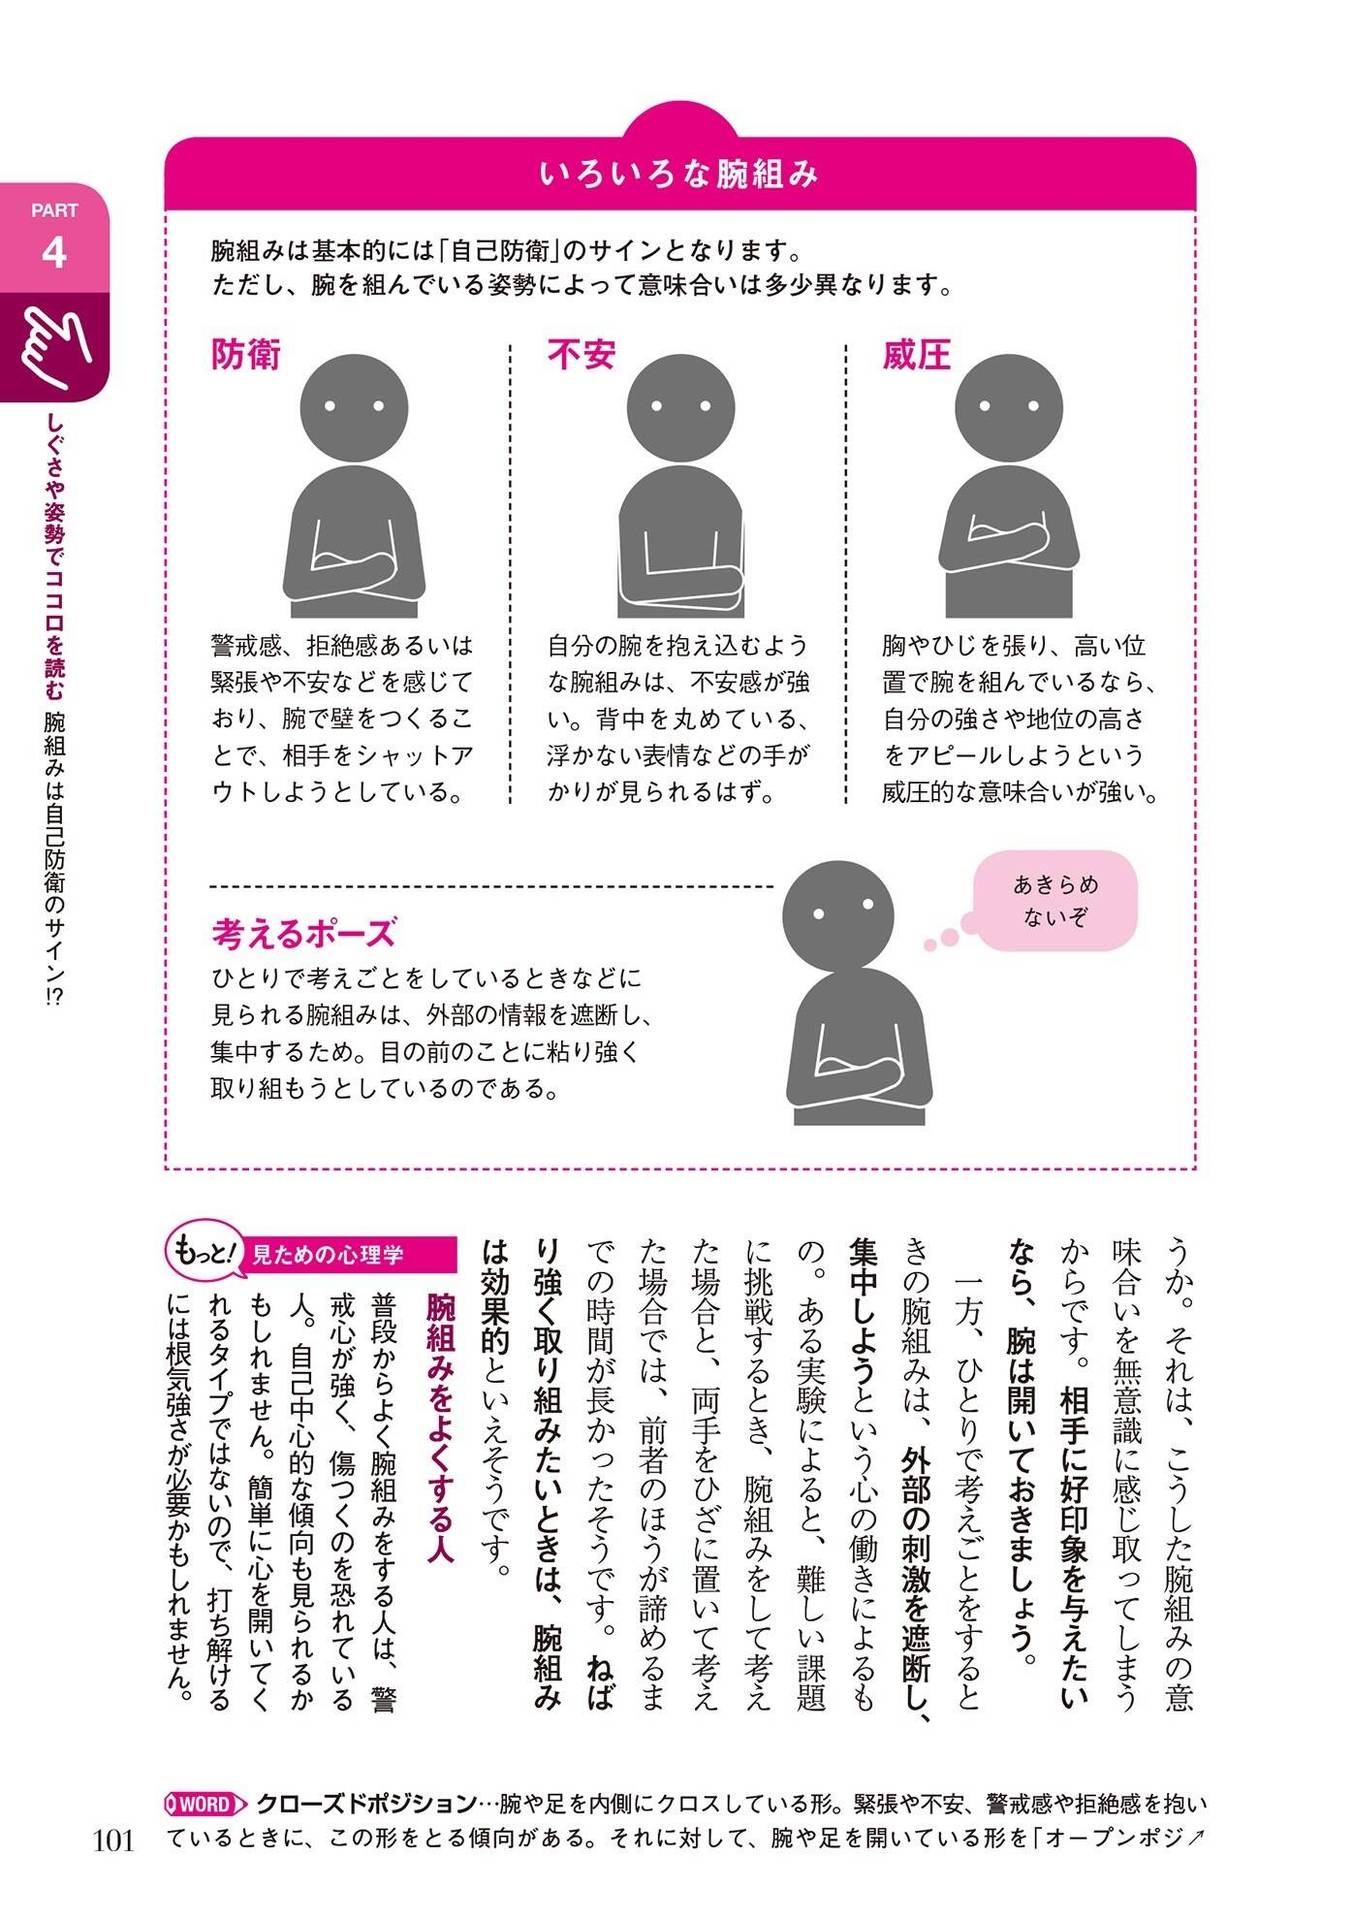 いろいろな腕組み
腕組みは基本的には「自己防衛」のサインとなります。
ただし、腕を組んでいる姿勢によって意味合いは多少異なります。
防衛
警戒感、拒絶感あるいは
緊張や不安などを感じて
おり、腕で壁をつくるこ
とで、相手をシャットア
ウトしようとしている。
不安
自分の腕を抱え込むよう
な腕組みは、不安感が強
い。背中を丸めている、
浮かない表情などの手が
かりが見られるはず。
威圧
胸やひじを張り、高い位
置で腕を組んでいるなら、
自分の強さや地位の高さ
をアピールしようという
威圧的な意味合いが強い。
考えるポーズ
ひとりで考えごとをしているときなどに
見られる腕組みは、外部の情報を遮断し、
集中するため。目の前のことに粘り強く
取り組もうとしているのである。
あきらめ
ないぞ
PART
4
しぐさや姿勢でココロを読む 腕組みは自己防衛のサイン!?
うか。それは、こうした腕組みの意
味合いを無意識に感じ取ってしまう
からです。相手に好印象を与えたい
なら、腕は開いておきましょう。
一方、ひとりで考えごとをすると
きの腕組みは、外部の刺激を遮断し、
集中しようという心の働きによるも
の。ある実験によると、難しい課題
に挑戦するとき、腕組みをして考え
た場合と、両手をひざに置いて考え
た場合では、前者のほうが諦めるま
での時間が長かったそうです。ねば
り強く取り組みたいときは、腕組み
は効果的といえそうです。
もっと! 見ための心理学
腕組みをよくする人
普段からよく腕組みをする人は、警
戒心が強く、傷つくのを恐れている
人。自己中心的な傾向も見られるか
もしれません。簡単に心を開いてく
れるタイプではないので、打ち解ける
には根気強さが必要かもしれません。
WORD クローズドポジション…腕や足を内側にクロスしている形。緊張や不安、警戒感や拒絶感を抱い
ているときに、この形をとる傾向がある。それに対して、腕や足を開いている形を「オープンポジ↗
101